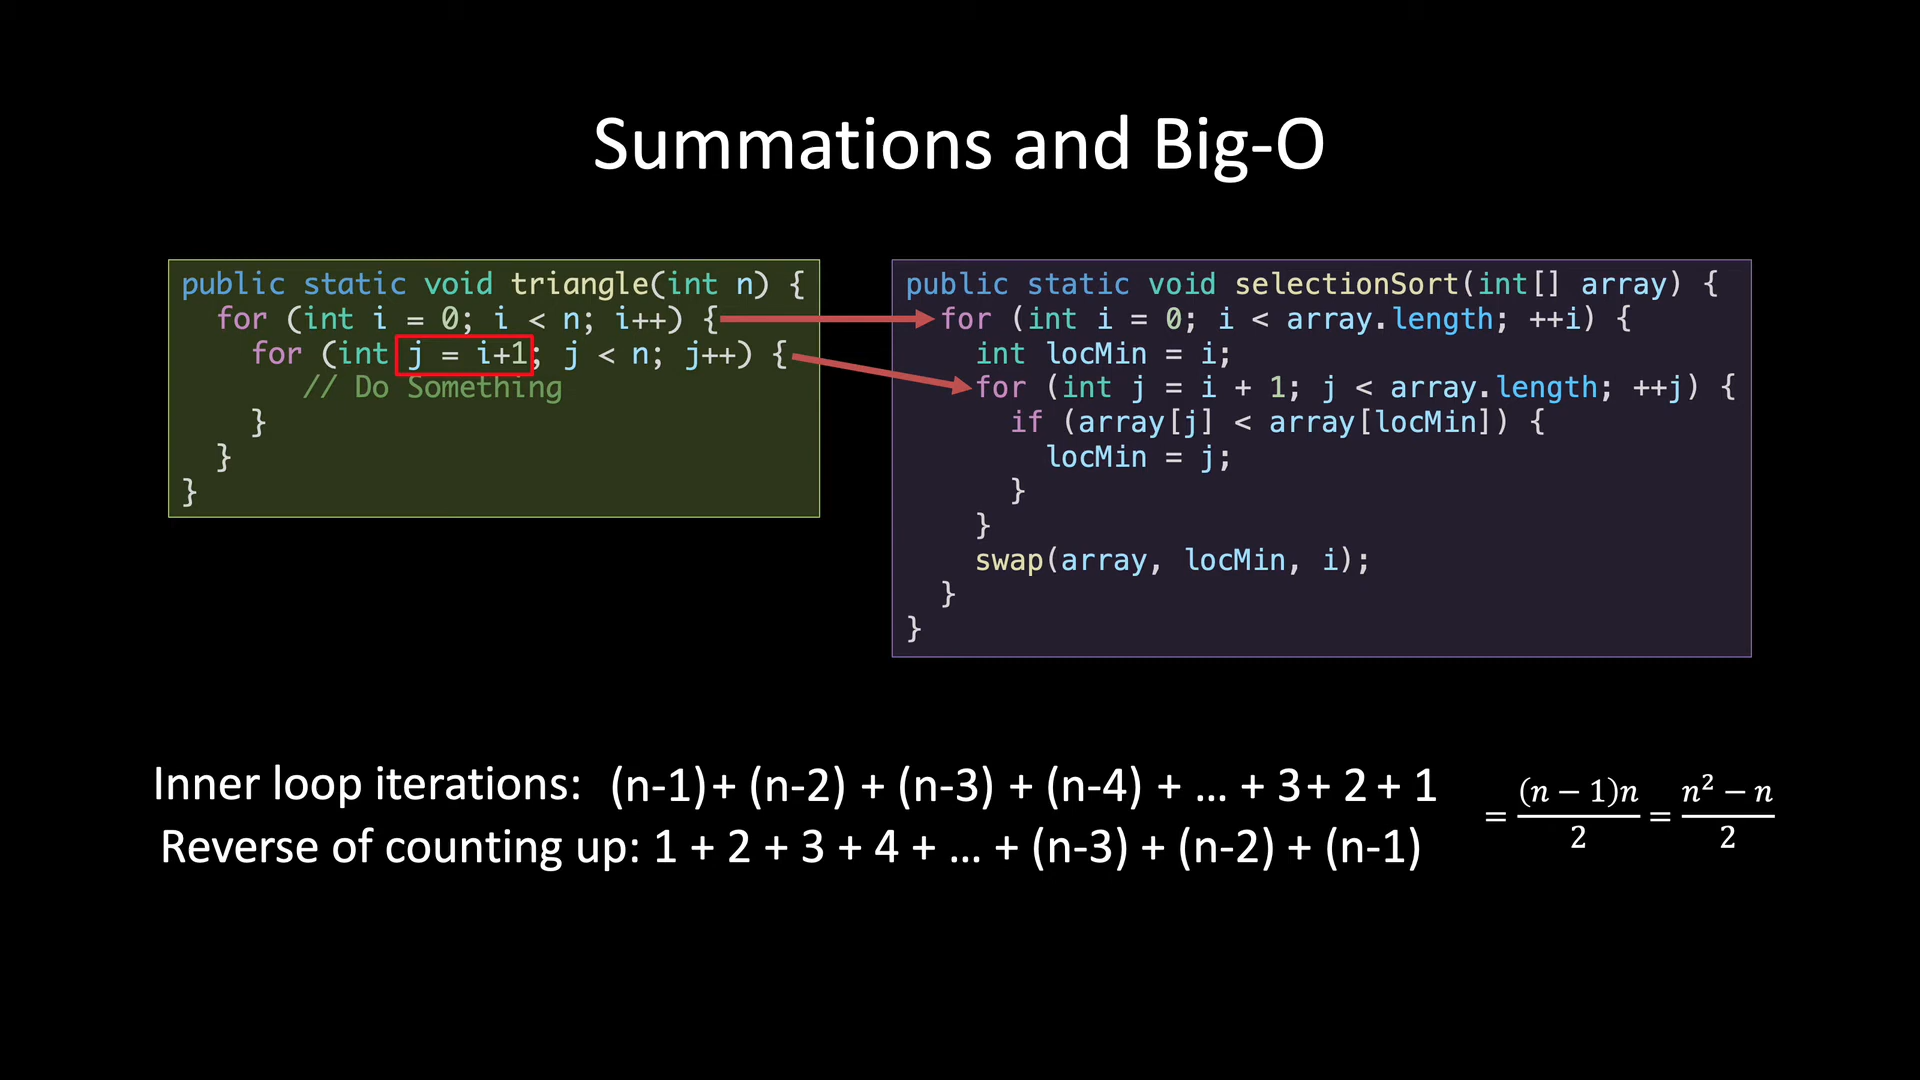 Summations and Big-O
public static void triangle(int n) {
for (int i = 0; i < n; i++) {
for (int j = i+1; j < n; j++) {
// Do Something
}
}
}
public static void selectionSort(int[] array) {
for (int i = 0; i < array.length; ++i) {
int locMin = i;
for (int j = i + 1; j < array.length; ++j) {
if (array[j] < array[locMin]) {
locMin = j;
}
}
swap(array, locMin, i);
}
}
Inner loop iterations: (n-1)+ (n-2) + (n-3) + (n-4) + ... + 3+ 2 + 1
Reverse of counting up: 1 + 2 + 3 + 4 + ... + (n-3) + (n-2) + (n-1)
= (n − 1)n / 2 = n² − n / 2